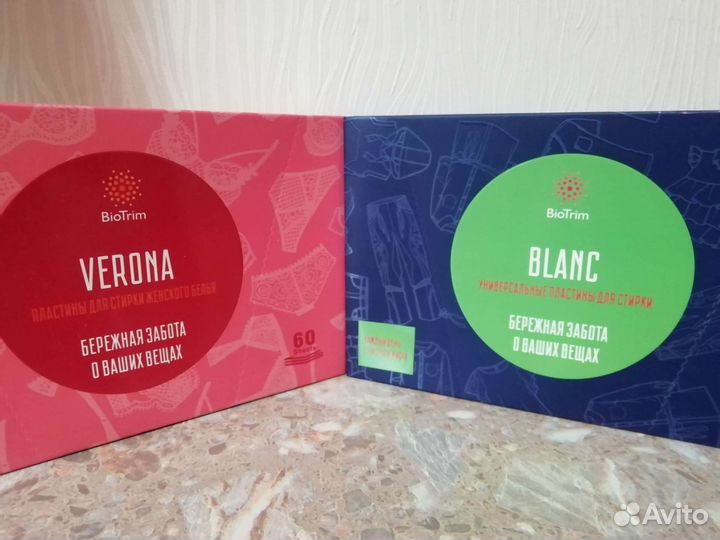 BioTrim
VERONA
ПЛАСТИНЫ ДЛЯ СТИРКИ ЖЕНСКОГО БЕЛЬЯ
БЕРЕЖНАЯ ЗАБОТА
О ВАШИХ ВЕЩАХ
60
sheets
BioTrim
BLANC
УНИВЕРСАЛЬНЫЕ ПЛАСТИНЫ ДЛЯ СТИРКИ
БЕРЕЖНАЯ ЗАБОТА
О ВАШИХ ВЕЩАХ
Avito